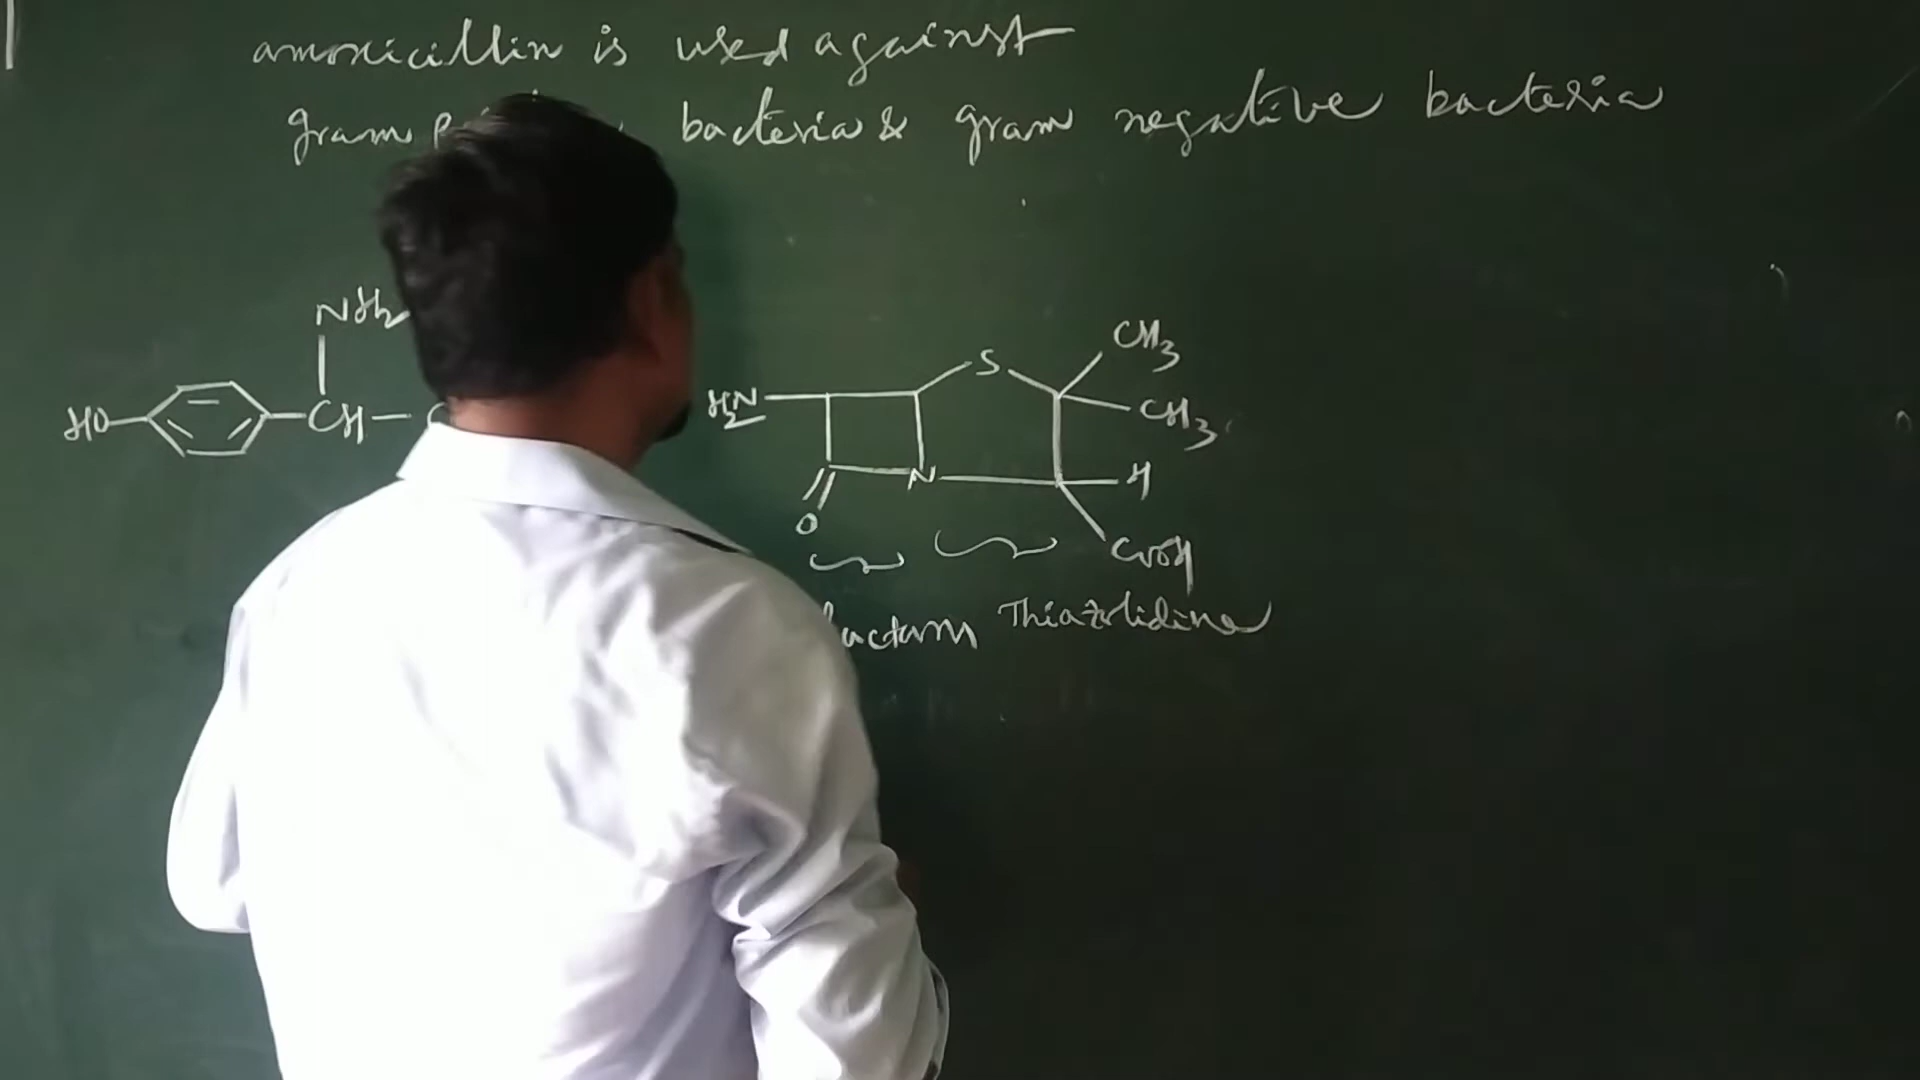 amoxicillin is used against
gram bacteria & gram negative bacteria
NH2
HO
CH
H2N
S
CH3
CH3
N
H
O
COOH
lactam Thiazolidine